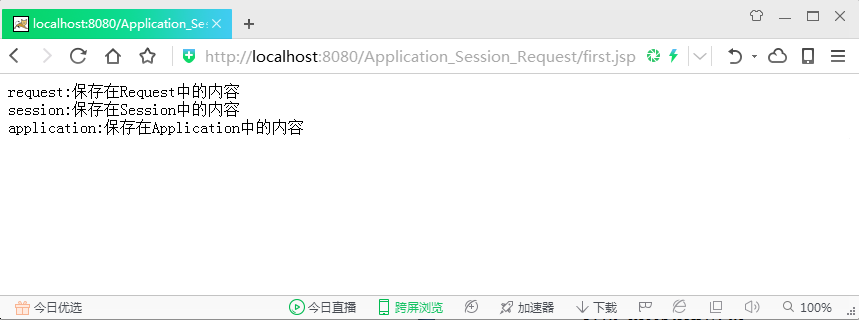 localhost:8080/Application_Ses
http://localhost:8080/Application_Session_Request/first.jsp
request:保存在Request中的内容
session:保存在Session中的内容
application:保存在Application中的内容
今日优选 今日直播 跨屏浏览 加速器 下载 100%